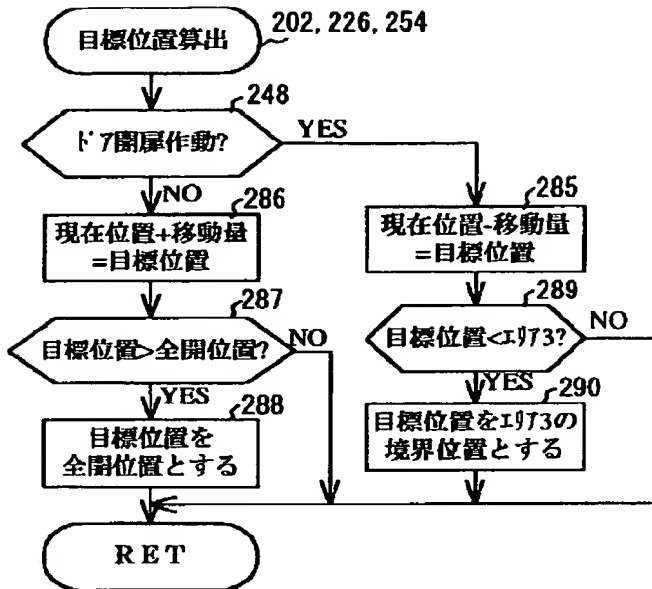 目標位置算出
202, 226, 254
248
ドア開扉作動?
YES
NO
286
現在位置+移動量
=目標位置
285
現在位置-移動量
=目標位置
287
目標位置>全開位置?
NO
289
目標位置<エリア3?
NO
YES
288
目標位置を
全開位置とする
YES
290
目標位置をエリア3の
境界位置とする
RET